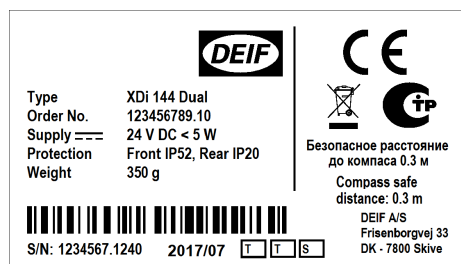 DEIF
Type XDi 144 Dual
Order No. 123456789.10
Supply 24 V DC < 5 W
Protection Front IP52, Rear IP20
Weight 350 g
S/N: 1234567.1240 2017/07 T T S
CE
СТР
Безопасное расстояние
до компаса 0.3 м
Compass safe
distance: 0.3 m
DEIF A/S
Frisenborgvej 33
DK - 7800 Skive